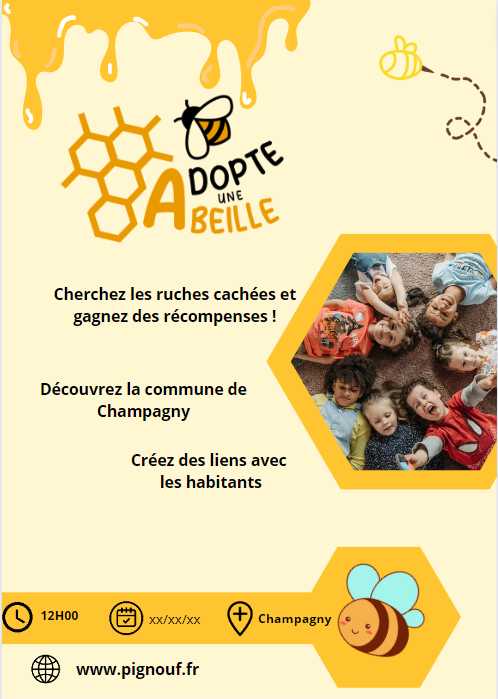 ADOPTE
UNE
ABEILLE
Cherchez les ruches cachées et
gagnez des récompenses !
Découvrez la commune de
Champagny
Créez des liens avec
les habitants
12H00
xx/xx/xx
Champagny
www.pignouf.fr